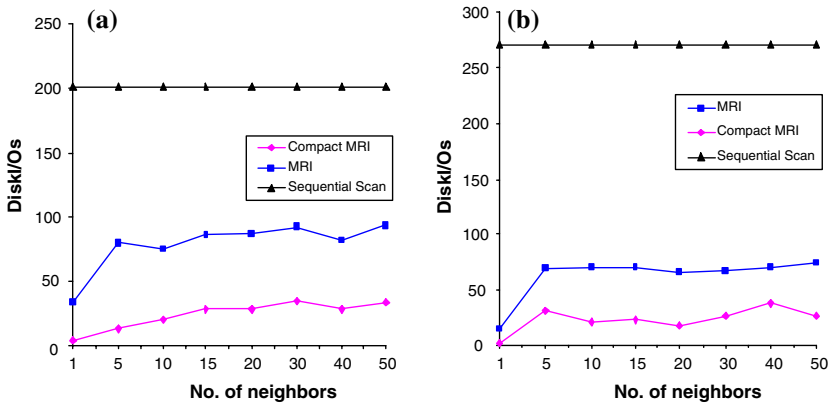 (a)
250
200
150
100
50
0
DiskI/Os
Compact MRI
MRI
Sequential Scan
1 5 10 15 20 30 40 50
No. of neighbors
(b)
300
250
200
150
100
50
0
DiskI/Os
MRI
Compact MRI
Sequential Scan
1 5 10 15 20 30 40 50
No. of neighbors